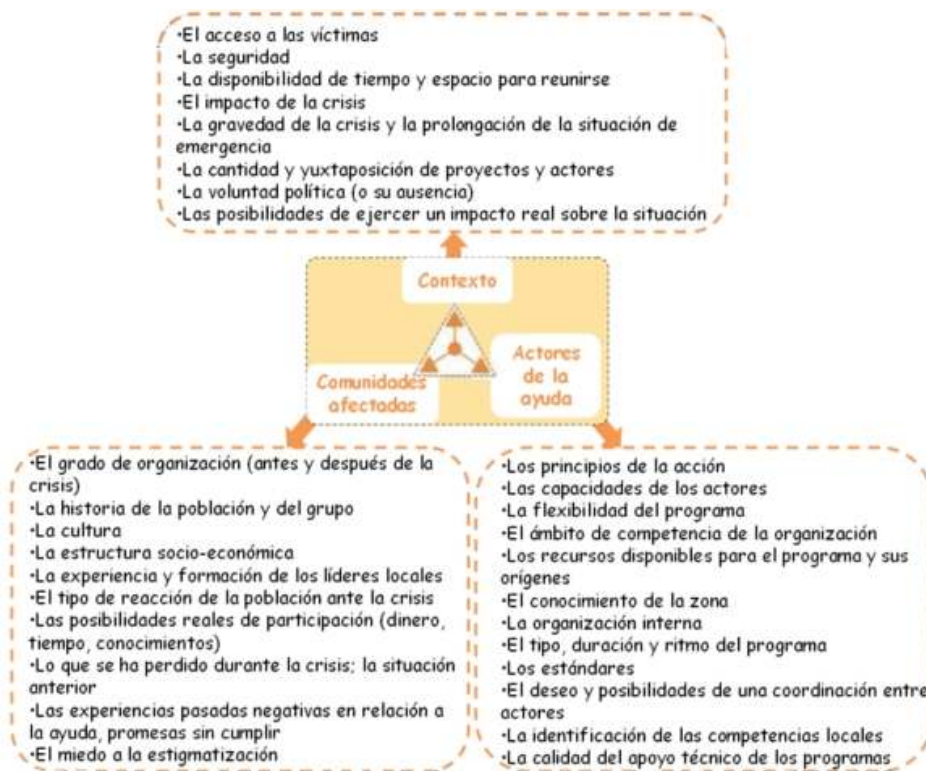 •El acceso a las víctimas
•La seguridad
•La disponibilidad de tiempo y espacio para reunirse
•El impacto de la crisis
•La gravedad de la crisis y la prolongación de la situación de
emergencia
•La cantidad y yuxtaposición de proyectos y actores
•La voluntad política (o su ausencia)
•Las posibilidades de ejercer un impacto real sobre la situación
Contexto
Comunidades
afectadas
Actores
de la
ayuda
•El grado de organización (antes y después de la
crisis)
•La historia de la población y del grupo
•La cultura
•La estructura socio-económica
•La experiencia y formación de los líderes locales
•El tipo de reacción de la población ante la crisis
•Las posibilidades reales de participación (dinero,
tiempo, conocimientos)
•Lo que se ha perdido durante la crisis; la situación
anterior
•Las experiencias pasadas negativas en relación a
la ayuda, promesas sin cumplir
•El miedo a la estigmatización
•Los principios de la acción
•Las capacidades de los actores
•La flexibilidad del programa
•El ámbito de competencia de la organización
•Los recursos disponibles para el programa y sus
orígenes
•El conocimiento de la zona
•La organización interna
•El tipo, duración y ritmo del programa
•Los estándares
•El deseo y posibilidades de una coordinación entre
actores
•La identificación de las competencias locales
•La calidad del apoyo técnico de los programas